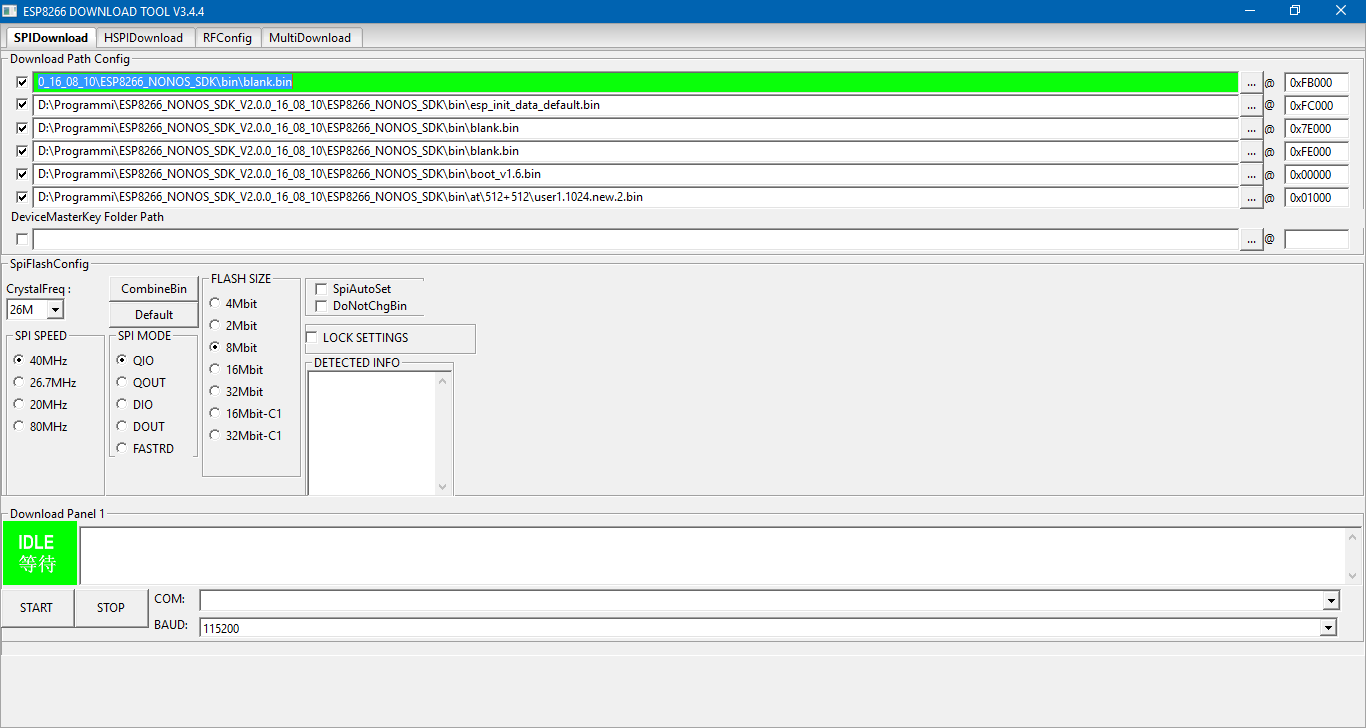 ESP8266 DOWNLOAD TOOL V3.4.4
SPIDownload HSPIDownload RFConfig MultiDownload
Download Path Config
0_16_08_10\ESP8266_NONOS_SDK\bin\blank.bin ... @ 0xFB000
D:\Programmi\ESP8266_NONOS_SDK_V2.0.0_16_08_10\ESP8266_NONOS_SDK\bin\esp_init_data_default.bin ... @ 0xFC000
D:\Programmi\ESP8266_NONOS_SDK_V2.0.0_16_08_10\ESP8266_NONOS_SDK\bin\blank.bin ... @ 0x7E000
D:\Programmi\ESP8266_NONOS_SDK_V2.0.0_16_08_10\ESP8266_NONOS_SDK\bin\blank.bin ... @ 0xFE000
D:\Programmi\ESP8266_NONOS_SDK_V2.0.0_16_08_10\ESP8266_NONOS_SDK\bin\boot_v1.6.bin ... @ 0x00000
D:\Programmi\ESP8266_NONOS_SDK_V2.0.0_16_08_10\ESP8266_NONOS_SDK\bin\at\512+512\user1.1024.new.2.bin ... @ 0x01000
DeviceMasterKey Folder Path
... @
SpiFlashConfig
CrystalFreq :
26M
CombineBin
Default
SPI SPEED
40MHz
26.7MHz
20MHz
80MHz
SPI MODE
QIO
QOUT
DIO
DOUT
FASTRD
FLASH SIZE
4Mbit
2Mbit
8Mbit
16Mbit
32Mbit
16Mbit-C1
32Mbit-C1
SpiAutoSet
DoNotChgBin
LOCK SETTINGS
DETECTED INFO
Download Panel 1
IDLE
等待
START STOP
COM:
BAUD: 115200